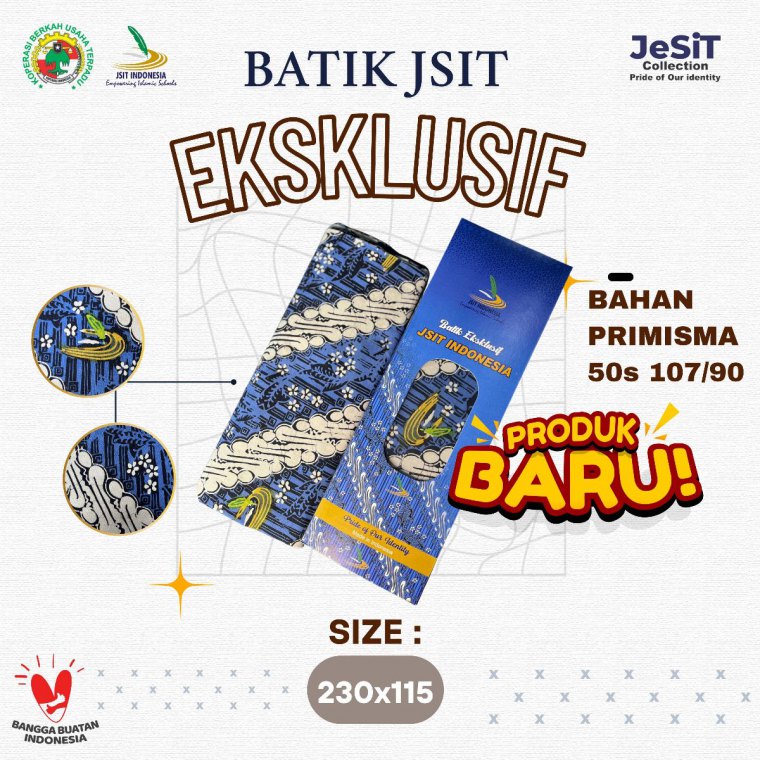 KOPERASI BERKAH USAHA TERPADU
JSIT INDONESIA
Empowering Islamic Schools
BATIK JSIT
JeSiT
Collection
Pride of Our identity
EKSKLUSIF
JSIT INDONESIA
Batik Eksklusif
JSIT INDONESIA
BAHAN
PRIMISMA
50s 107/90
PRODUK
BARU!
Pride of Our Identity
SIZE :
230x115
BANGGA BUATAN
INDONESIA